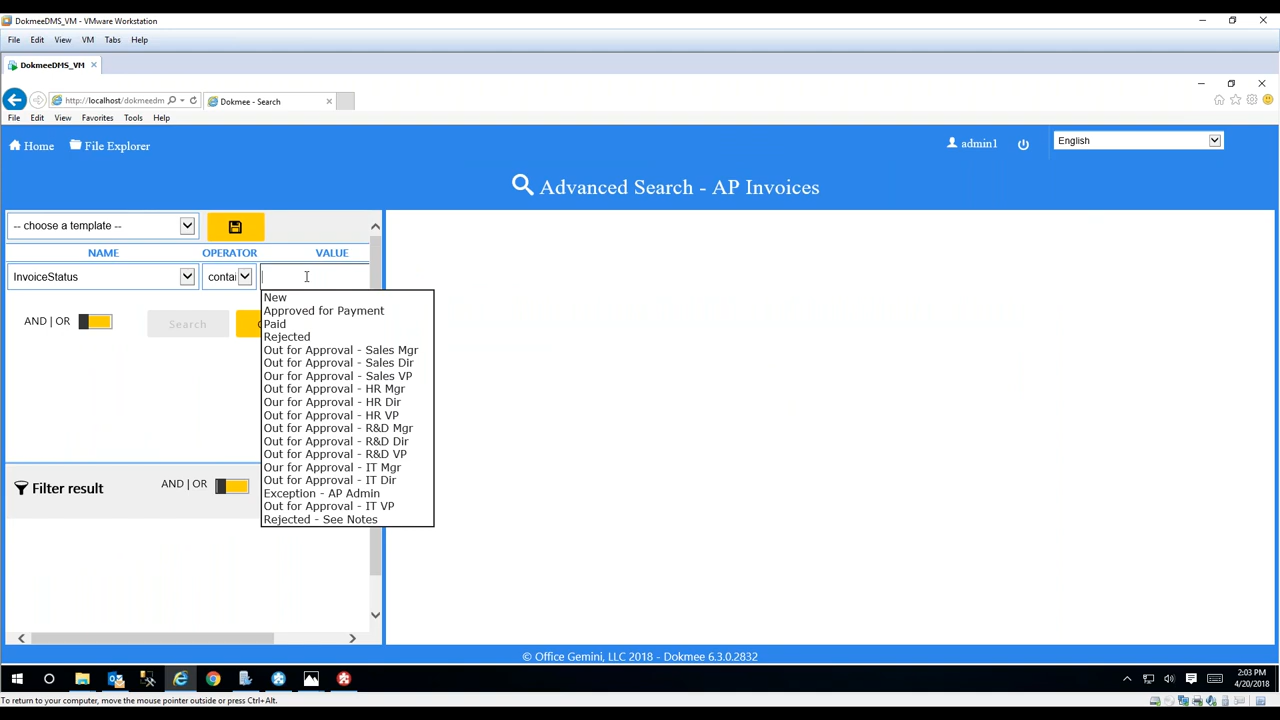 DokmeeDMS_VM - VMware Workstation
File Edit View VM Tabs Help
DokmeeDMS_VM
http://localhost/dokmeedm
Dokmee - Search
File Edit View Favorites Tools Help
Home File Explorer
admin1
English
Advanced Search - AP Invoices
-- choose a template --
NAME OPERATOR VALUE
InvoiceStatus contai
New
Approved for Payment
Paid
Rejected
Out for Approval - Sales Mgr
Out for Approval - Sales Dir
Our for Approval - Sales VP
Out for Approval - HR Mgr
Our for Approval - HR Dir
Out for Approval - HR VP
Out for Approval - R&D Mgr
Out for Approval - R&D Dir
Out for Approval - R&D VP
Our for Approval - IT Mgr
Out for Approval - IT Dir
Exception - AP Admin
Out for Approval - IT VP
Rejected - See Notes
AND | OR
Search
Filter result
AND | OR
© Office Gemini, LLC 2018 - Dokmee 6.3.0.2832
2:03 PM
4/20/2018
To return to your computer, move the mouse pointer outside or press Ctrl+Alt.